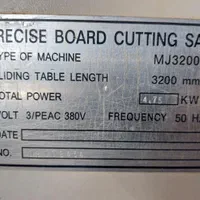 RECISE BOARD CUTTING SA
TYPE OF MACHINE MJ3200
LIDING TABLE LENGTH 3200 mm
TOTAL POWER KW
VOLT 3/PEAC 380V FREQUENCY 50 H
DATE